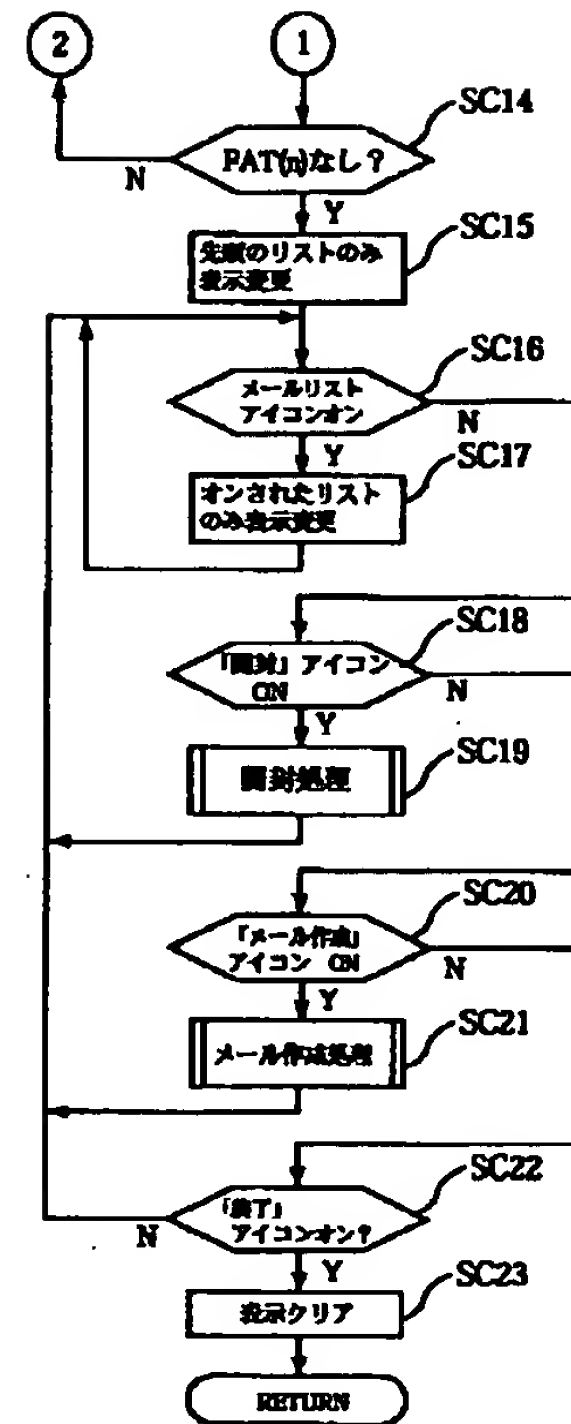 2
1
SC14
PAT(n)なし?
N
Y
SC15
先頭のリストのみ
表示変更
SC16
メールリスト
アイコンオン
N
Y
SC17
オンされたリスト
のみ表示変更
SC18
「開封」アイコン
ON
N
Y
SC19
開封処理
SC20
「メール作成」
アイコン ON
N
Y
SC21
メール作成処理
SC22
「終了」
アイコンオン?
N
Y
SC23
表示クリア
RETURN